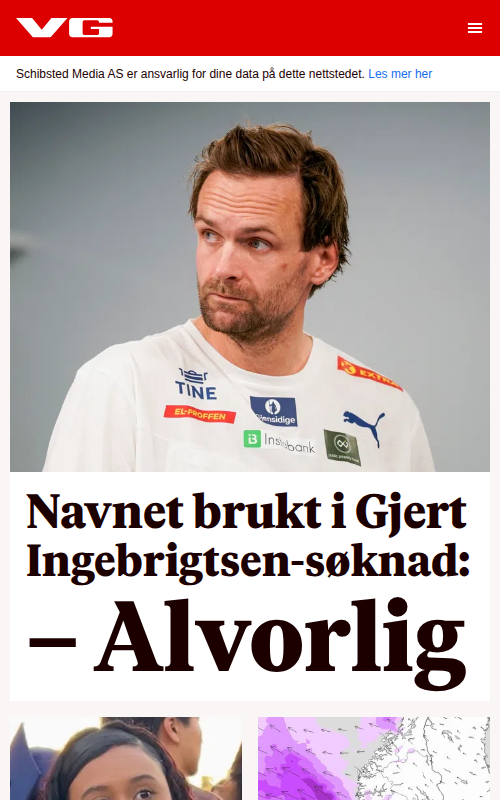 VG
Schibsted Media AS er ansvarlig for dine data på dette nettstedet. Les mer her
TINE
EXTRA
EL-PROFFEN
Gjensidige
Instabank
Navnet brukt i Gjert
Ingebrigtsen-søknad:
– Alvorlig